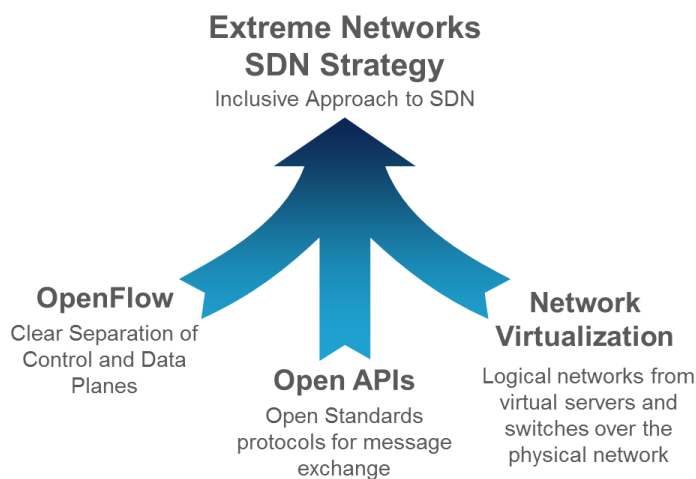 Extreme Networks
SDN Strategy
Inclusive Approach to SDN
OpenFlow
Clear Separation of
Control and Data
Planes
Open APIs
Open Standards
protocols for message
exchange
Network
Virtualization
Logical networks from
virtual servers and
switches over the
physical network